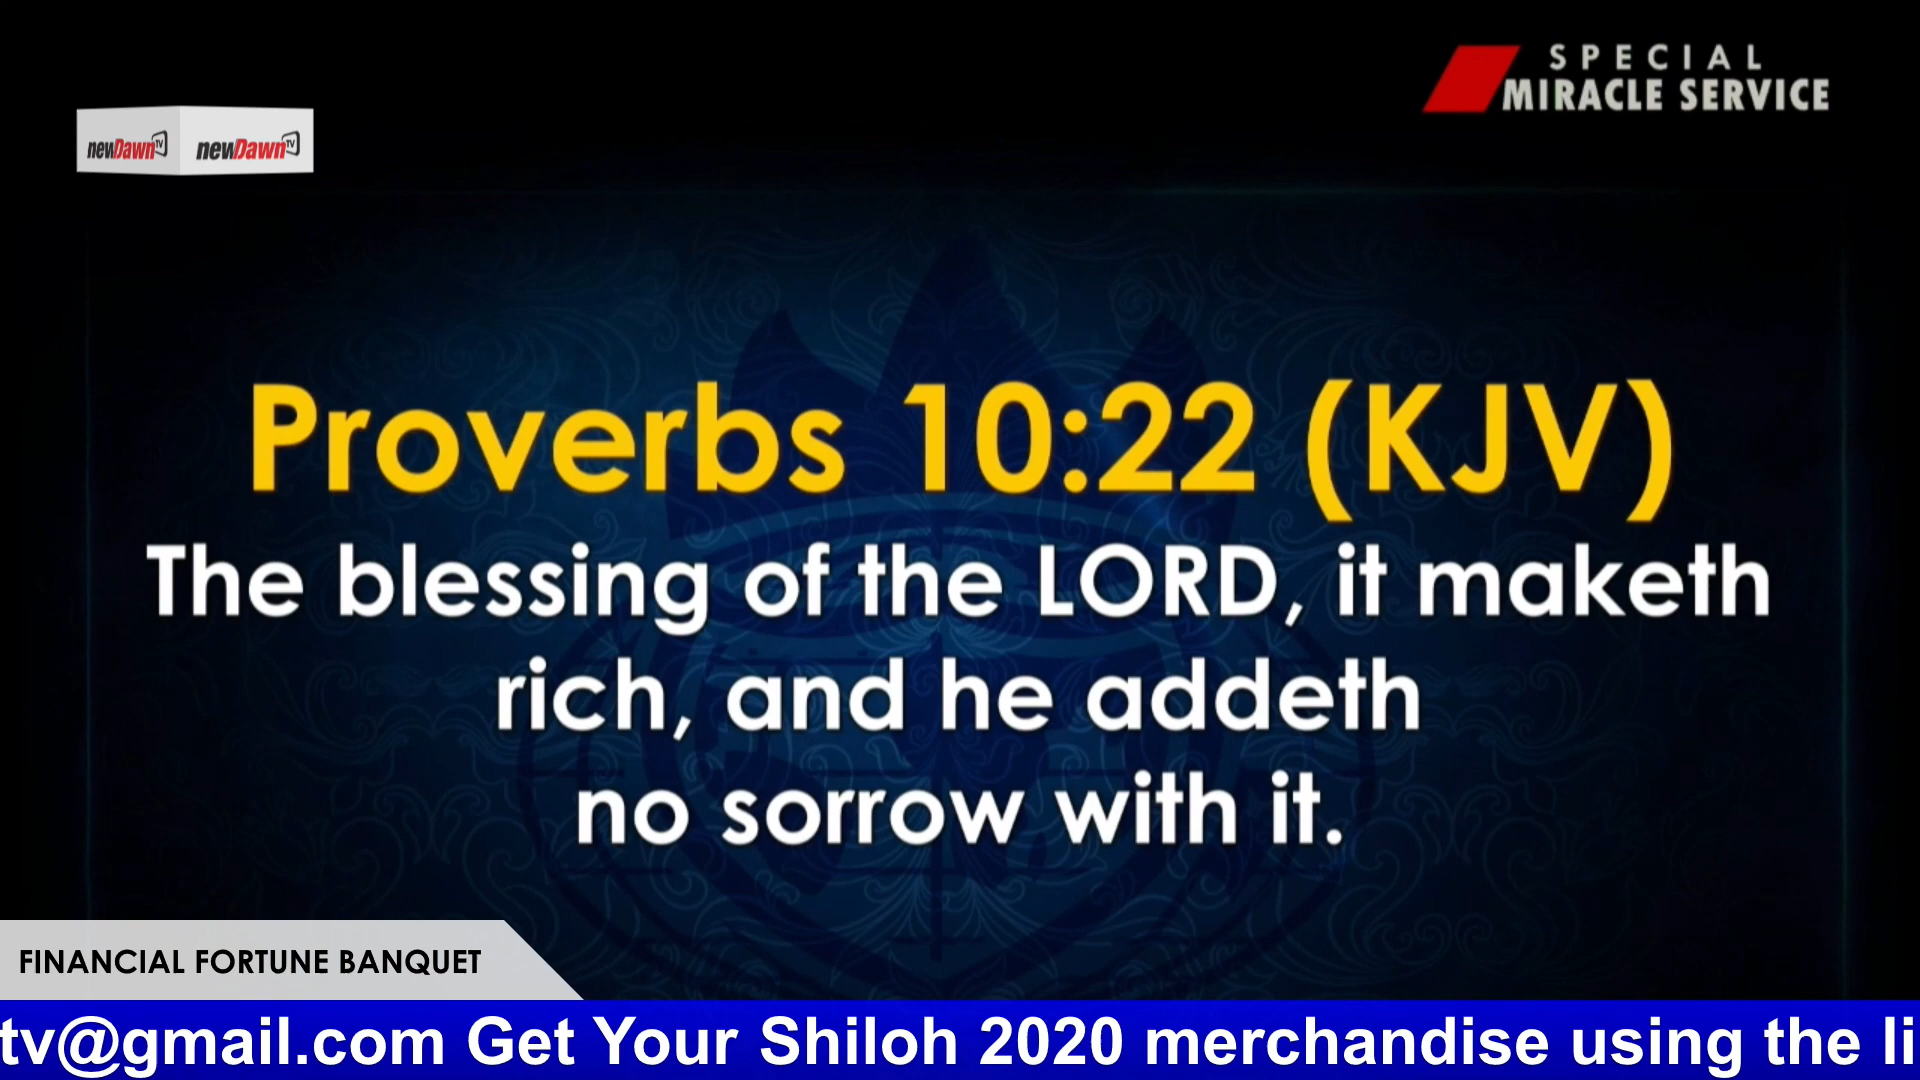 SPECIAL
MIRACLE SERVICE
newDawn TV newDawn TV
Proverbs 10:22 (KJV)
The blessing of the LORD, it maketh
rich, and he addeth
no sorrow with it.
FINANCIAL FORTUNE BANQUET
tv@gmail.com Get Your Shiloh 2020 merchandise using the li